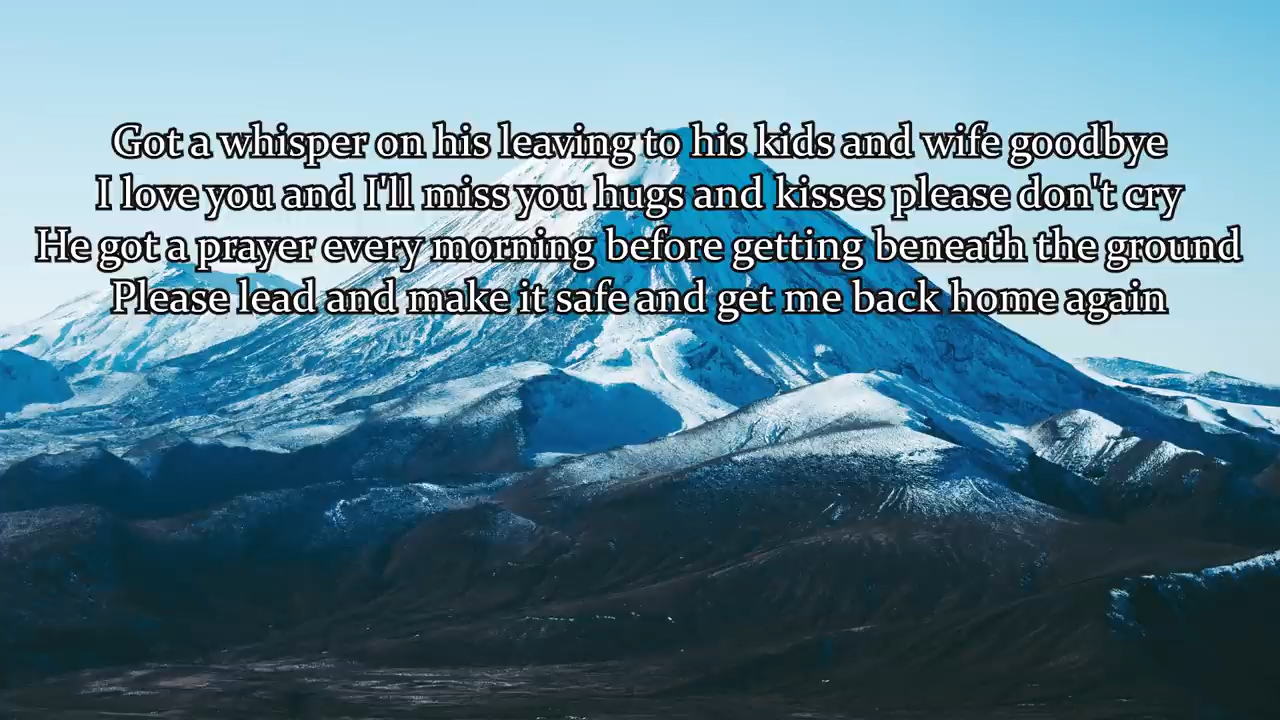 Got a whisper on his leaving to his kids and wife goodbye
I love you and I'll miss you hugs and kisses please don't cry
He got a prayer every morning before getting beneath the ground
Please lead and make it safe and get me back home again